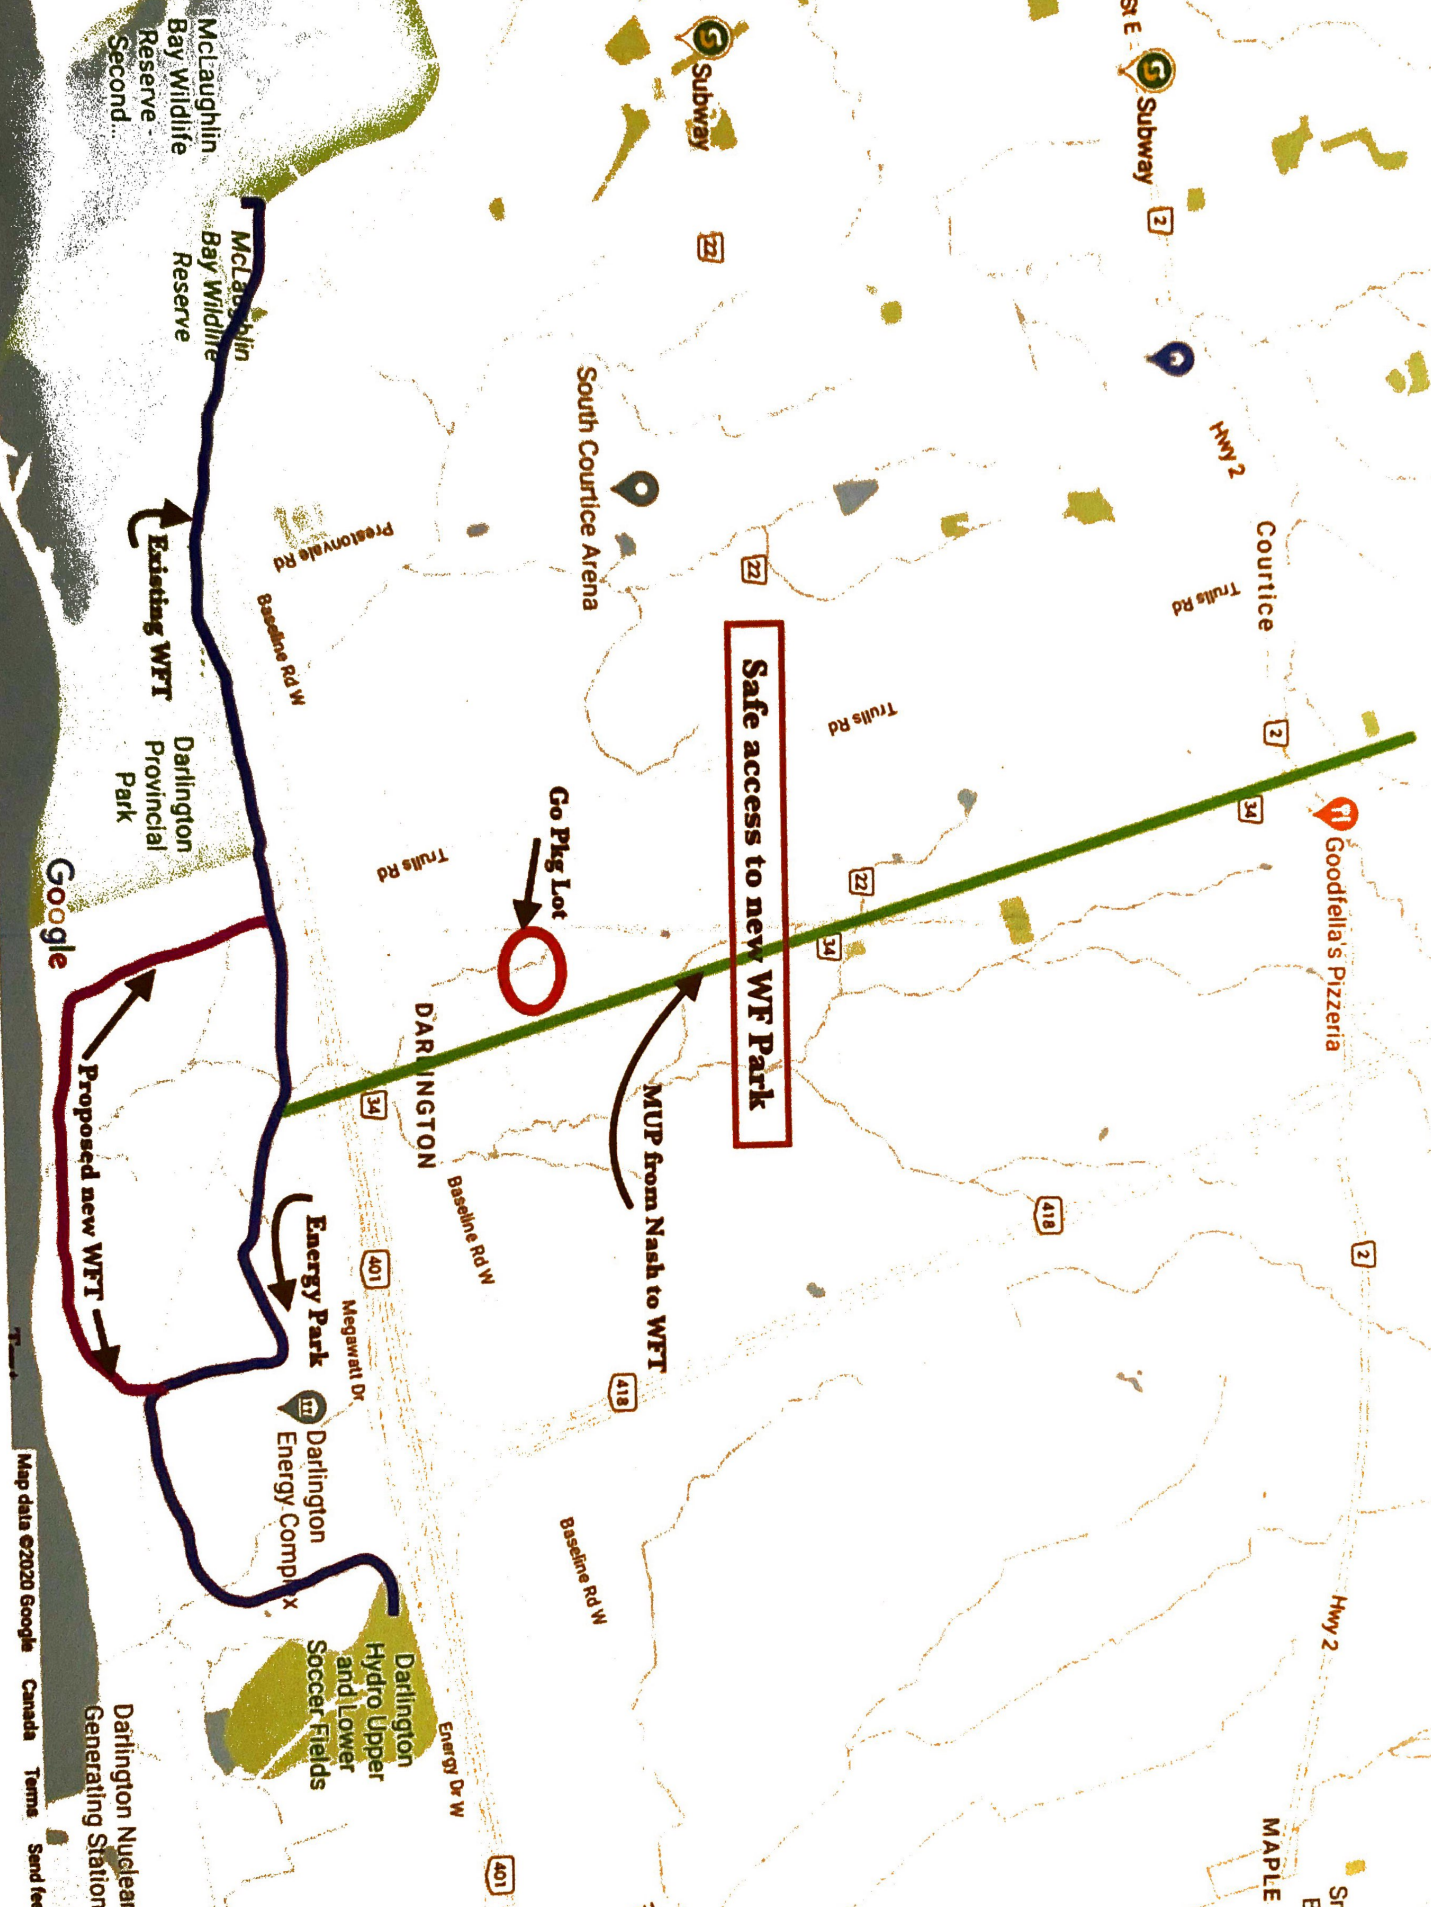 St E
Subway
Subway
2
22
McLaughlin
Bay Wildlife
Reserve -
Second...
McLaughlin
Bay Wildlife
Reserve
Hwy 2
South Courtice Arena
Prestonvale Rd
22
Courtice
Trulls Rd
Existing WFT
Baseline Rd W
Safe access to new WF Park
Trulls Rd
2
34
Goodfella's Pizzeria
Darlington
Provincial
Park
Go Pkg Lot
Trulls Rd
22
34
Google
DARLINGTON
34
Proposed new WFT
MUP from Nash to WFT
Baseline Rd W
418
2
Energy Park
401
Megawatt Dr
418
Darlington
Energy Complex
Baseline Rd W
Hwy 2
Darlington
Hydro Upper
and Lower
Soccer Fields
Energy Dr W
401
Darlington Nuclear
Generating Station
MAPLE
Map data ©2020 Google Canada Terms Send fee